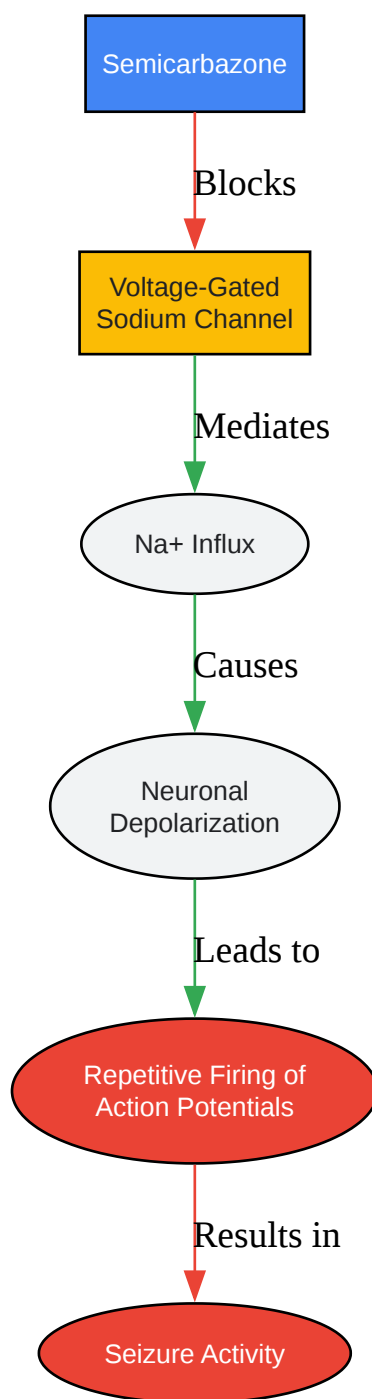 Semicarbazone
Blocks
Voltage-Gated
Sodium Channel
Mediates
Na+ Influx
Causes
Neuronal
Depolarization
Leads to
Repetitive Firing of
Action Potentials
Results in
Seizure Activity